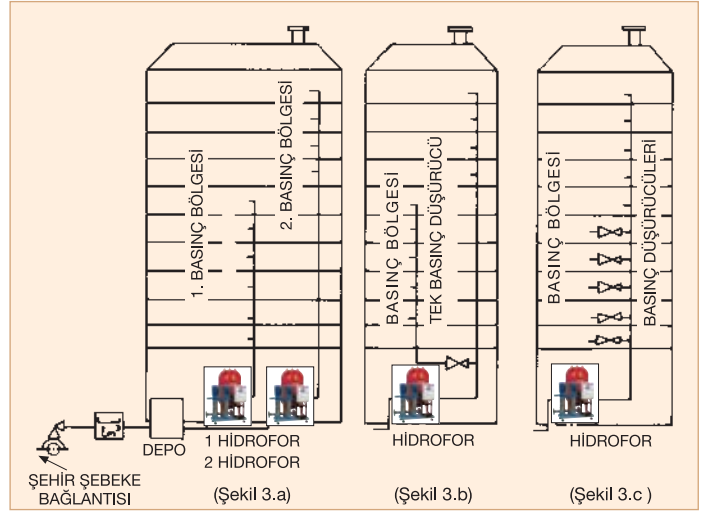 1. BASINÇ BÖLGESİ
2. BASINÇ BÖLGESİ
BASINÇ BÖLGESİ
TEK BASINÇ DÜŞÜRÜCÜ
BASINÇ BÖLGESİ
BASINÇ DÜŞÜRÜCÜLERİ
DEPO
1 HİDROFOR
2 HİDROFOR
HİDROFOR
HİDROFOR
ŞEHİR ŞEBEKE
BAĞLANTISI
(Şekil 3.a)
(Şekil 3.b)
(Şekil 3.c )